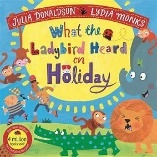 JULIA DONALDSON LYDIA MONKS
What the
Ladybird Heard
on
Holiday